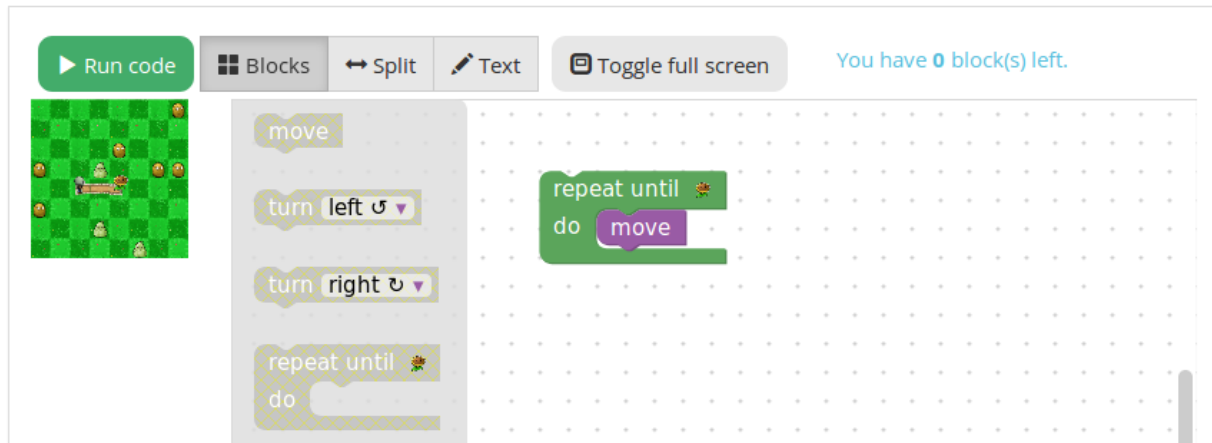 Run code Blocks Split Text Toggle full screen You have 0 block(s) left.
move
turn left ↺ ▾
turn right ↻ ▾
repeat until
do
repeat until
do move